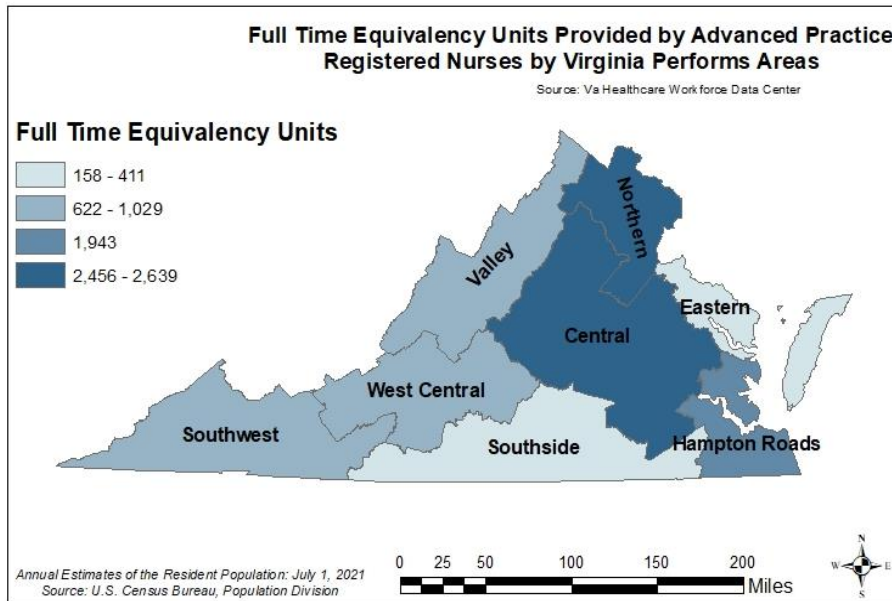 Full Time Equivalency Units Provided by Advanced Practice
Registered Nurses by Virginia Performs Areas
Source: Va Healthcare Workforce Data Center
Full Time Equivalency Units
158 - 411
622 - 1,029
1,943
2,456 - 2,639
Northern
Valley
Eastern
Central
West Central
Southwest
Southside
Hampton Roads
Annual Estimates of the Resident Population: July 1, 2021
Source: U.S. Census Bureau, Population Division
0 25 50 100 150 200
Miles
N
W E
S